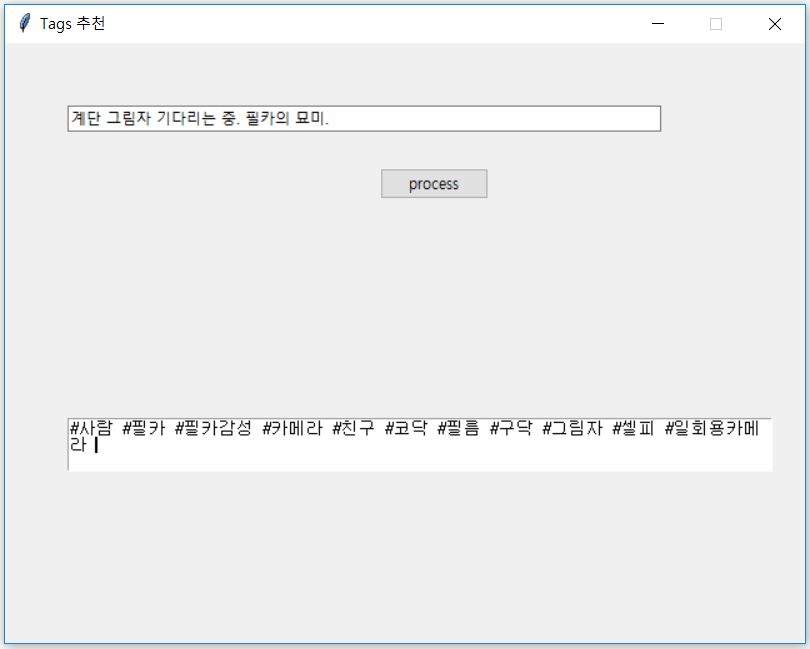 Tags 추천
계단 그림자 기다리는 중. 필카의 묘미.
process
#사람 #필카 #필카감성 #카메라 #친구 #코닥 #필름 #구닥 #그림자 #셀피 #일회용카메
라